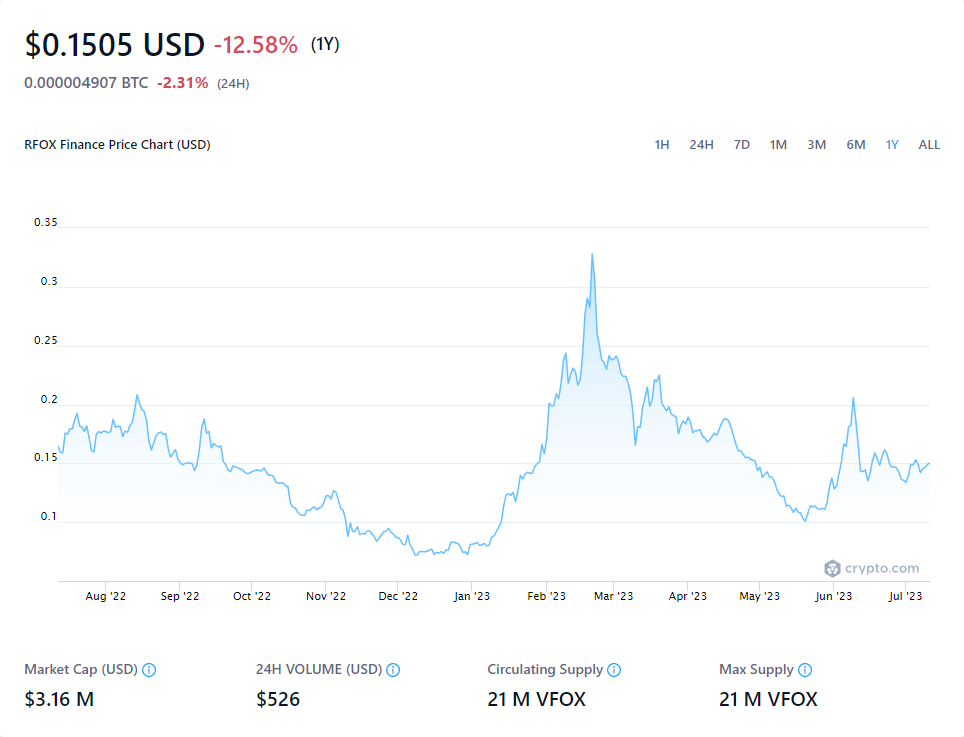 $0.1505 USD -12.58% (1Y)
0.000004907 BTC -2.31% (24H)
RFOX Finance Price Chart (USD) 1H 24H 7D 1M 3M 6M 1Y ALL
0.35
0.3
0.25
0.2
0.15
0.1
crypto.com
Aug '22 Sep '22 Oct '22 Nov '22 Dec '22 Jan '23 Feb '23 Mar '23 Apr '23 May '23 Jun '23 Jul '23
Market Cap (USD) 24H VOLUME (USD) Circulating Supply Max Supply
$3.16 M $526 21 M VFOX 21 M VFOX